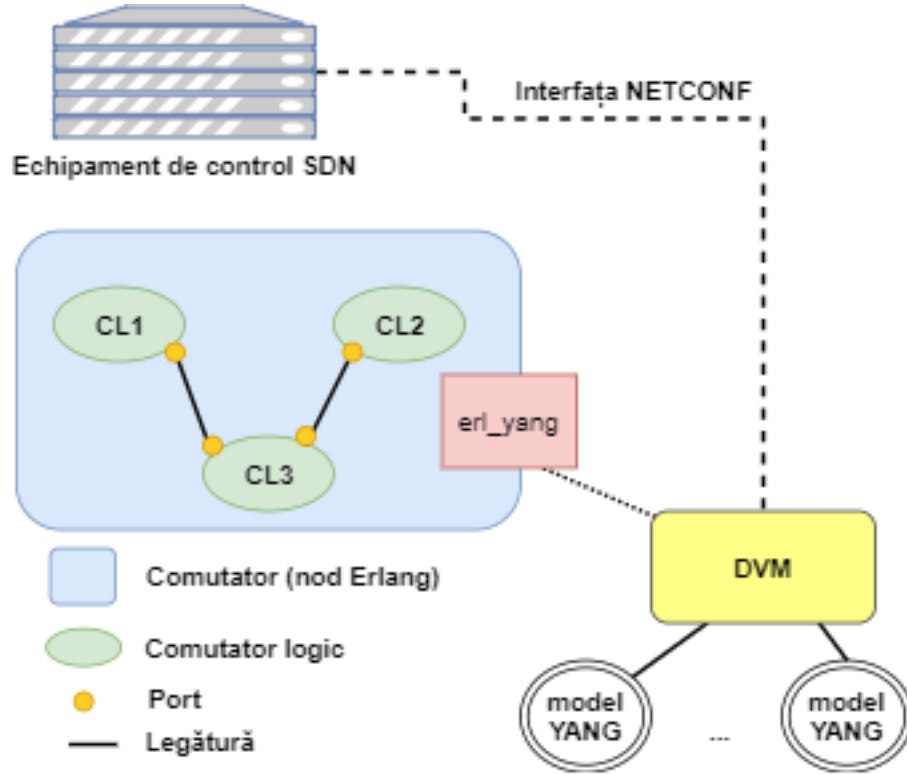 Interfața NETCONF
Echipament de control SDN
CL1
CL2
erl_yang
CL3
DVM
Comutator (nod Erlang)
Comutator logic
Port
Legătură
model
YANG
...
model
YANG